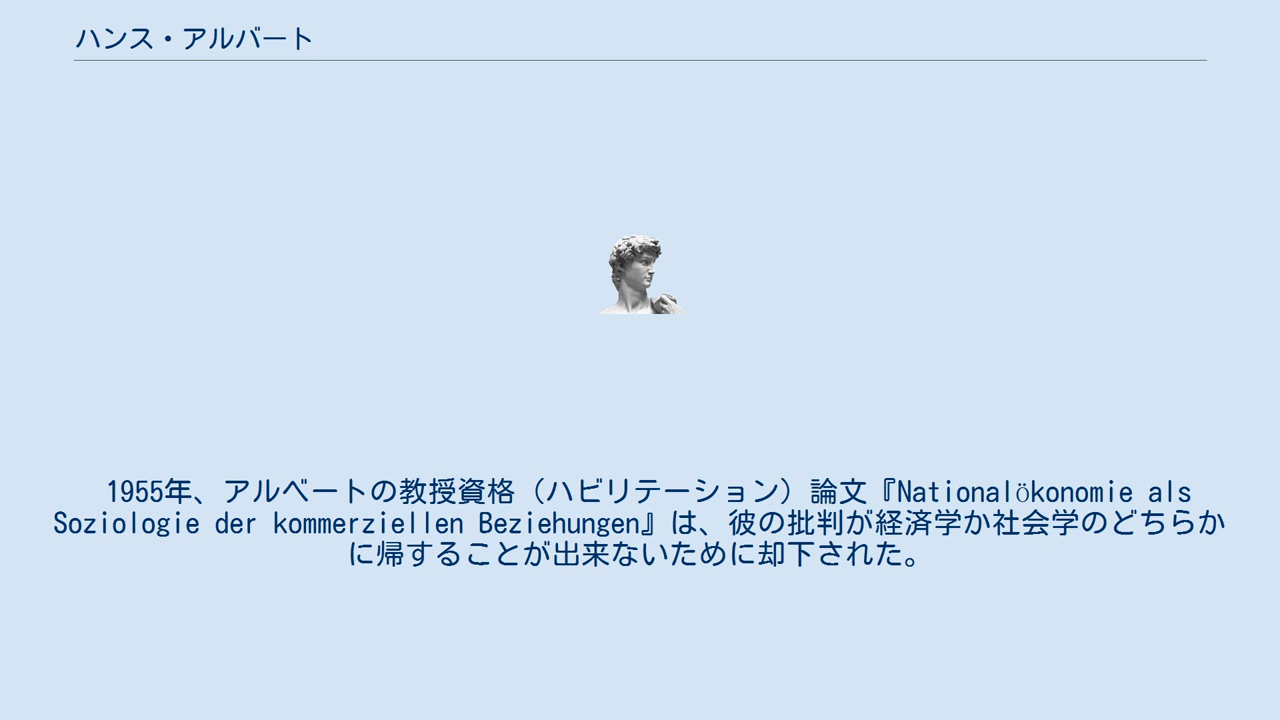 ハンス・アルバート
1955年、アルベートの教授資格（ハビリテーション）論文『Nationalökonomie als
Soziologie der kommerziellen Beziehungen』は、彼の批判が経済学か社会学のどちらか
に帰することが出来ないために却下された。